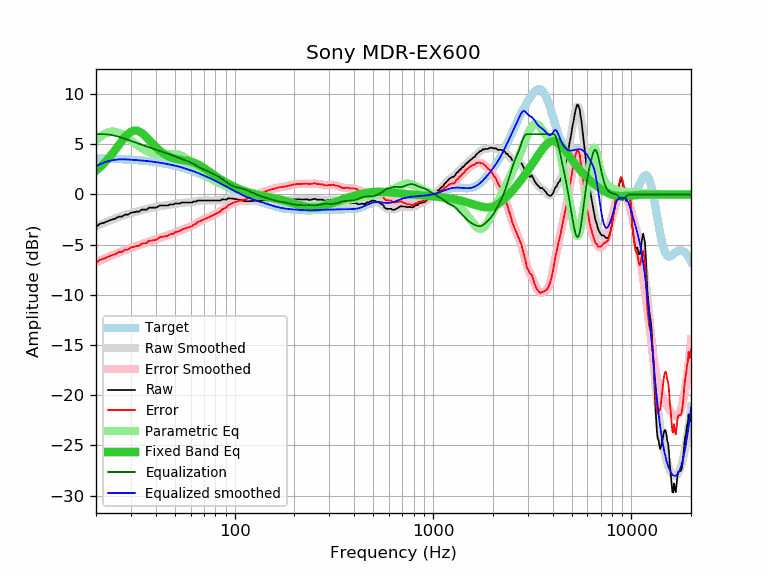 Sony MDR-EX600
Amplitude (dBr)
10
5
0
−5
−10
−15
−20
−25
−30
Target
Raw Smoothed
Error Smoothed
Raw
Error
Parametric Eq
Fixed Band Eq
Equalization
Equalized smoothed
100
1000
10000
Frequency (Hz)